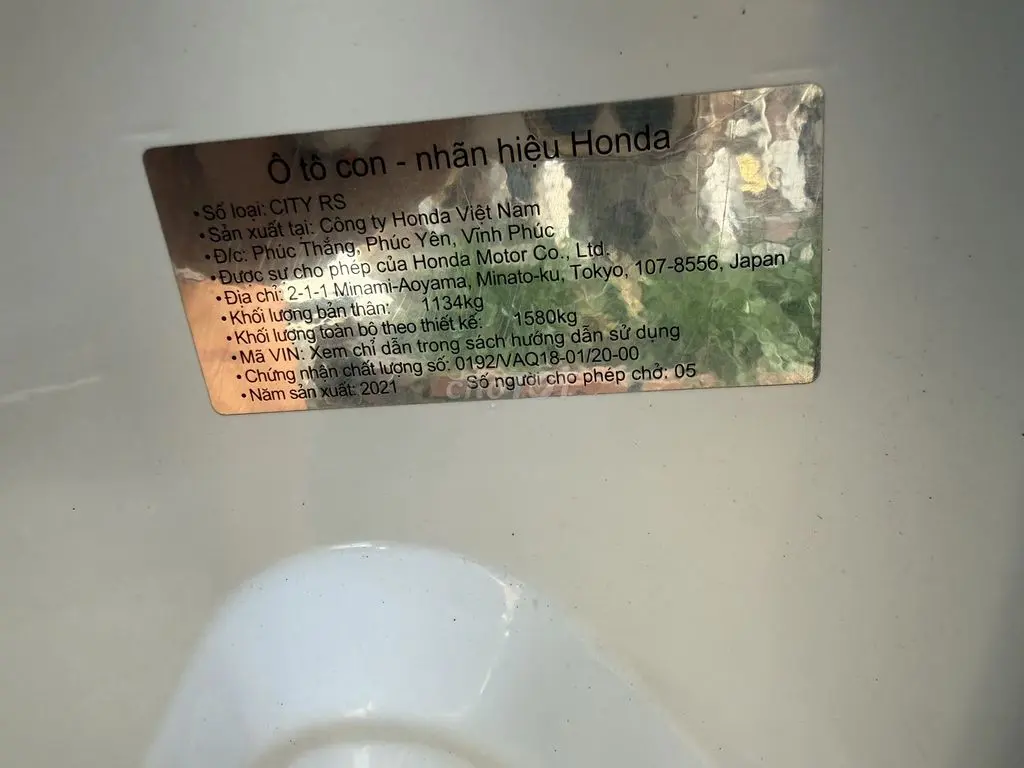 Ô tô con - nhãn hiệu Honda
•Số loại: CITY RS
•Sản xuất tại: Công ty Honda Việt Nam
•Đ/c: Phúc Thắng, Phúc Yên, Vĩnh Phúc
•Được sự cho phép của Honda Motor Co., Ltd.
•Địa chỉ: 2-1-1 Minami-Aoyama, Minato-ku, Tokyo, 107-8556, Japan
•Khối lượng bản thân: 1134kg
•Khối lượng toàn bộ theo thiết kế: 1580kg
•Mã VIN: Xem chỉ dẫn trong sách hướng dẫn sử dụng
•Chứng nhận chất lượng số: 0192/VAQ18-01/20-00
•Năm sản xuất: 2021 Số người cho phép chở: 05
CHỢ TỐT